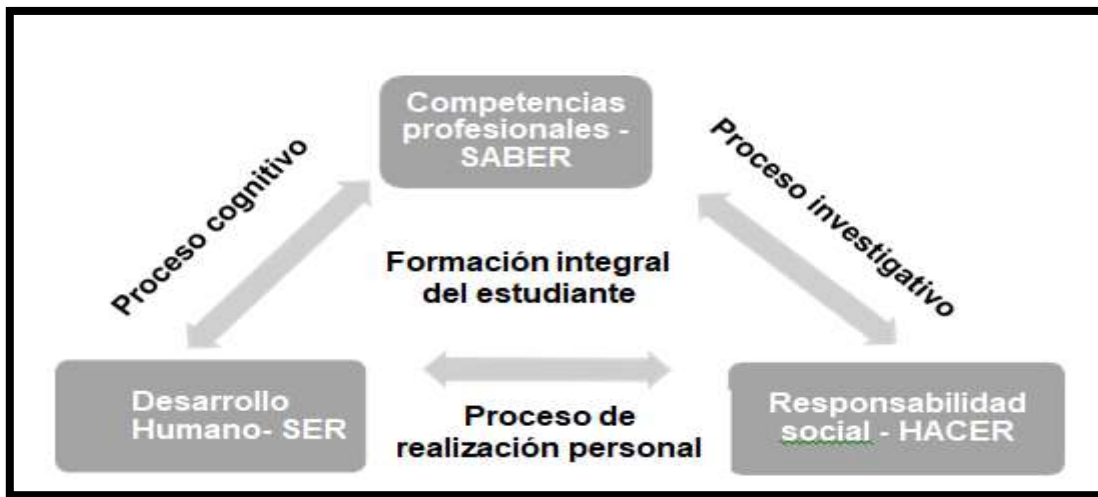 Competencias
profesionales -
SABER
Proceso cognitivo
Proceso investigativo
Formación integral
del estudiante
Desarrollo
Humano- SER
Proceso de
realización personal
Responsabilidad
social - HACER